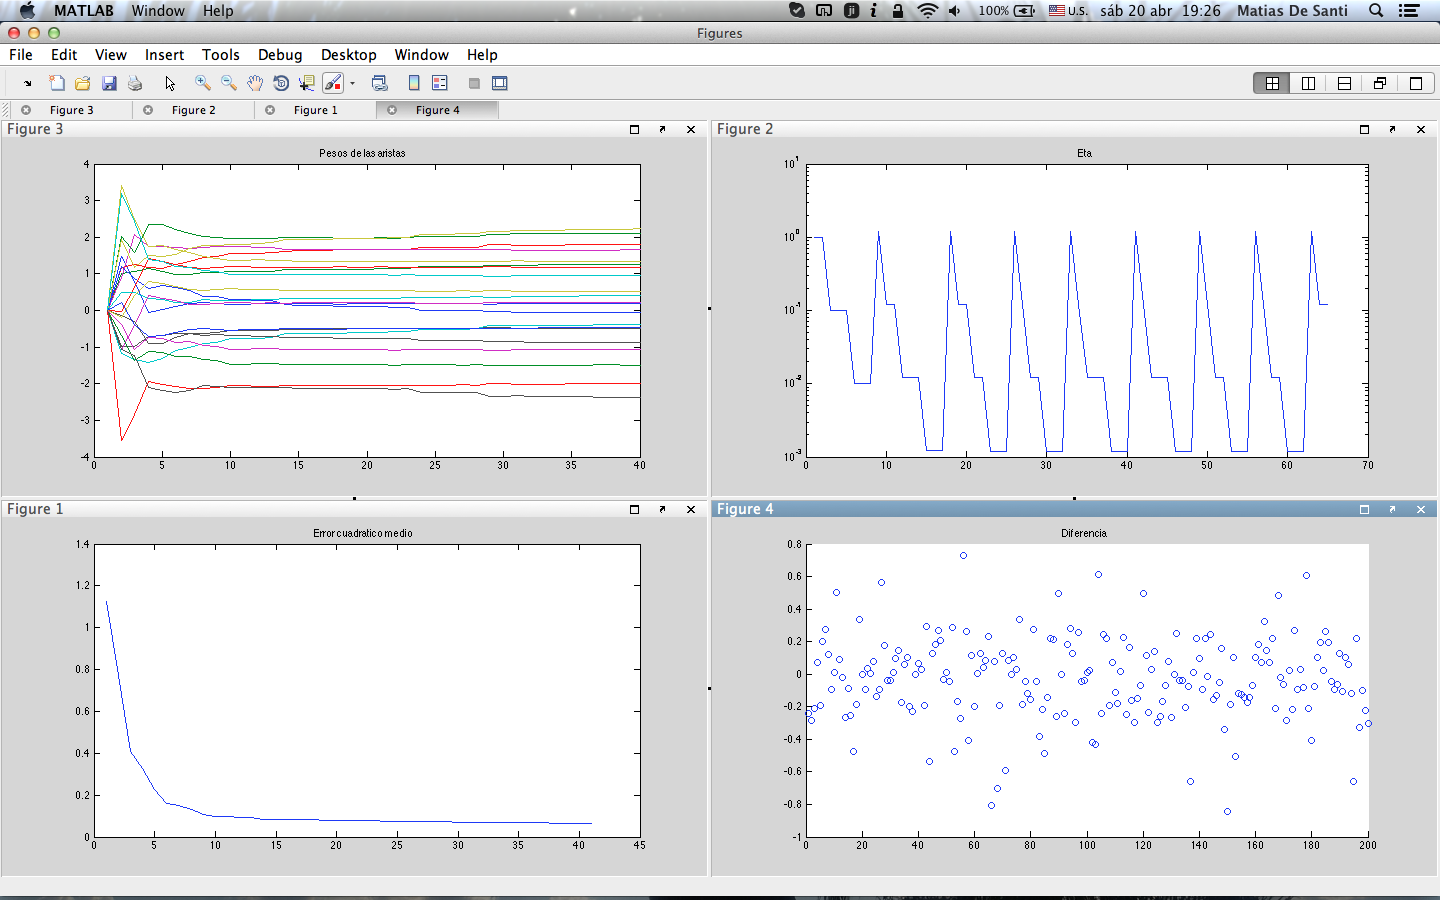 MATLAB Window Help 100% U.S. sáb 20 abr 19:26 Matias De Santi
Figures
File Edit View Insert Tools Debug Desktop Window Help
Figure 3 Figure 2 Figure 1 Figure 4
Figure 3
Pesos de las aristas
4
3
2
1
0
-1
-2
-3
-4
0 5 10 15 20 25 30 35 40
Figure 2
Eta
10^1
10^0
10^-1
10^-2
10^-3
0 10 20 30 40 50 60 70
Figure 1
Error cuadratico medio
1.4
1.2
1
0.8
0.6
0.4
0.2
0
0 5 10 15 20 25 30 35 40 45
Figure 4
Diferencia
0.8
0.6
0.4
0.2
0
-0.2
-0.4
-0.6
-0.8
-1
0 20 40 60 80 100 120 140 160 180 200